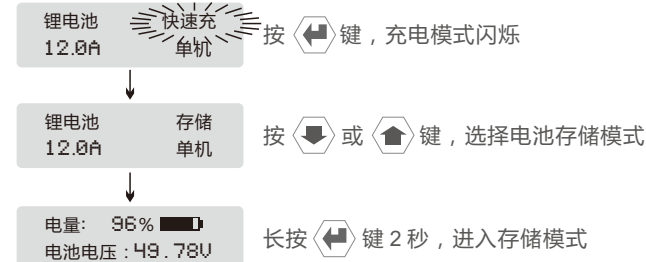 锂电池 快速充
12.0A 单机
按 键，充电模式闪烁
锂电池 存储
12.0A 单机
按 或 键，选择电池存储模式
电量: 96%
电池电压:49.78V
长按 键2秒，进入存储模式